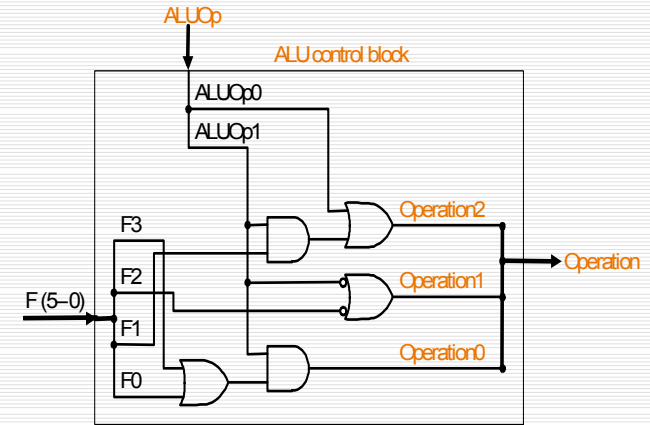 ALUOp
ALU control block
ALUOp0
ALUOp1
F3
Operation2
F2
Operation
Operation1
F (5–0)
F1
Operation0
F0